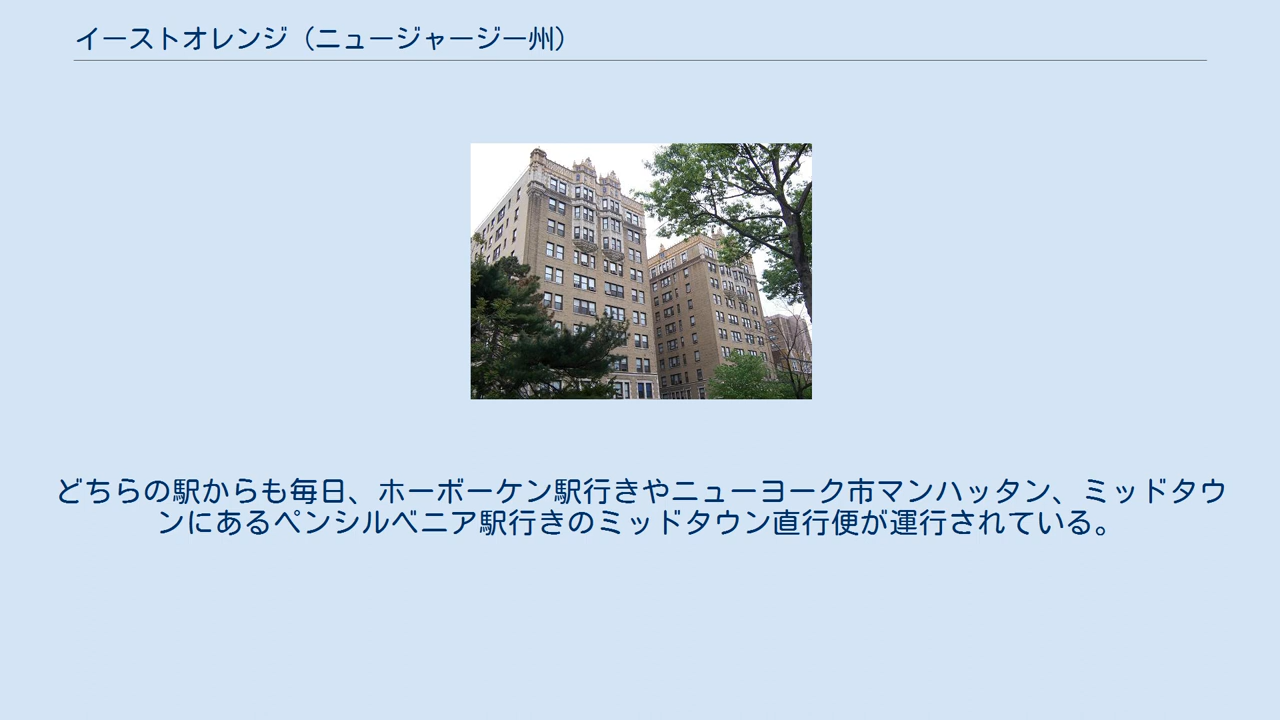 イーストオレンジ（ニュージャージー州）
どちらの駅からも毎日、ホーボーケン駅行きやニューヨーク市マンハッタン、ミッドタウ
ンにあるペンシルベニア駅行きのミッドタウン直行便が運行されている。